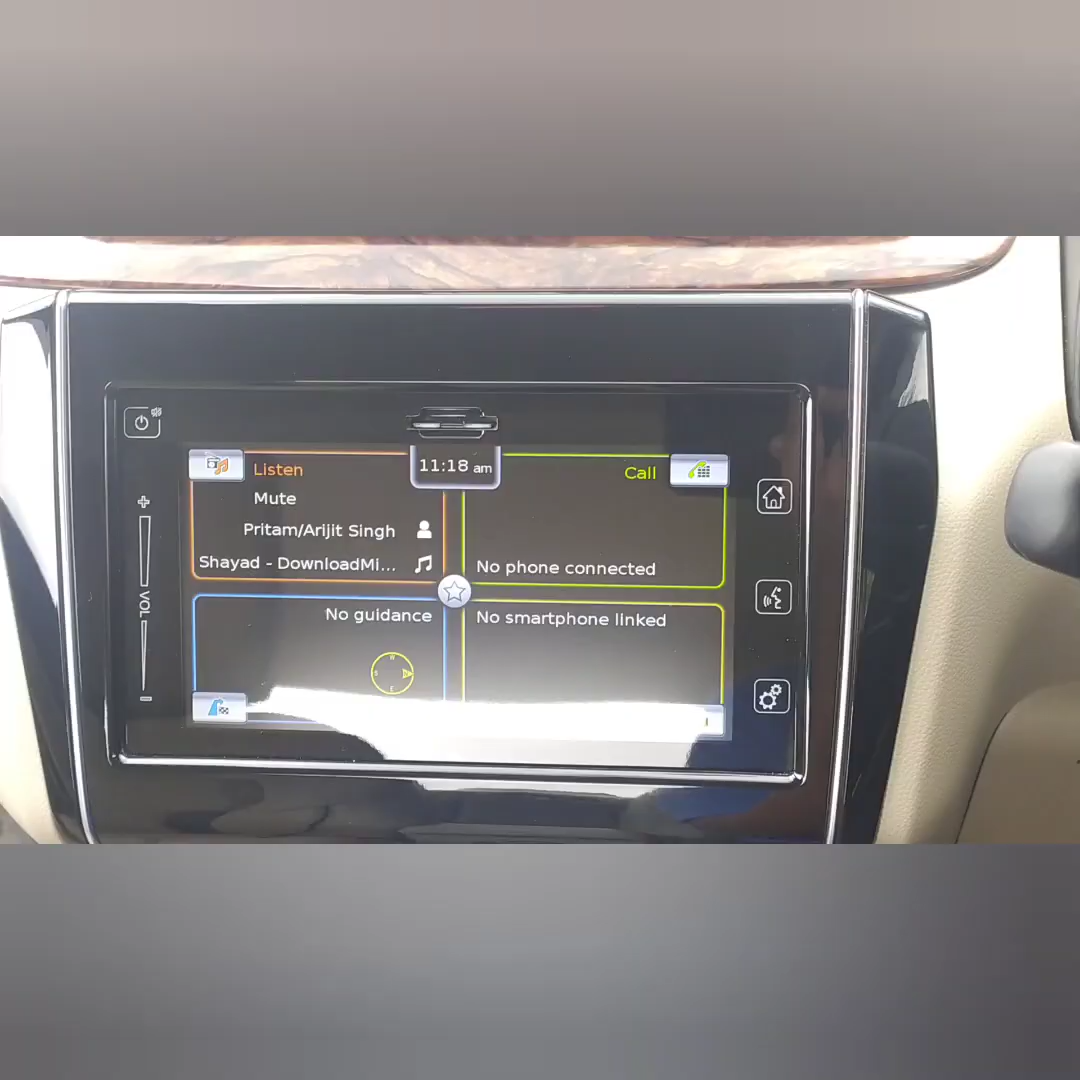 11:18 am
Listen
Mute
Pritam/Arijit Singh
Shayad - DownloadMi...
Call
No phone connected
No guidance
No smartphone linked
VOL